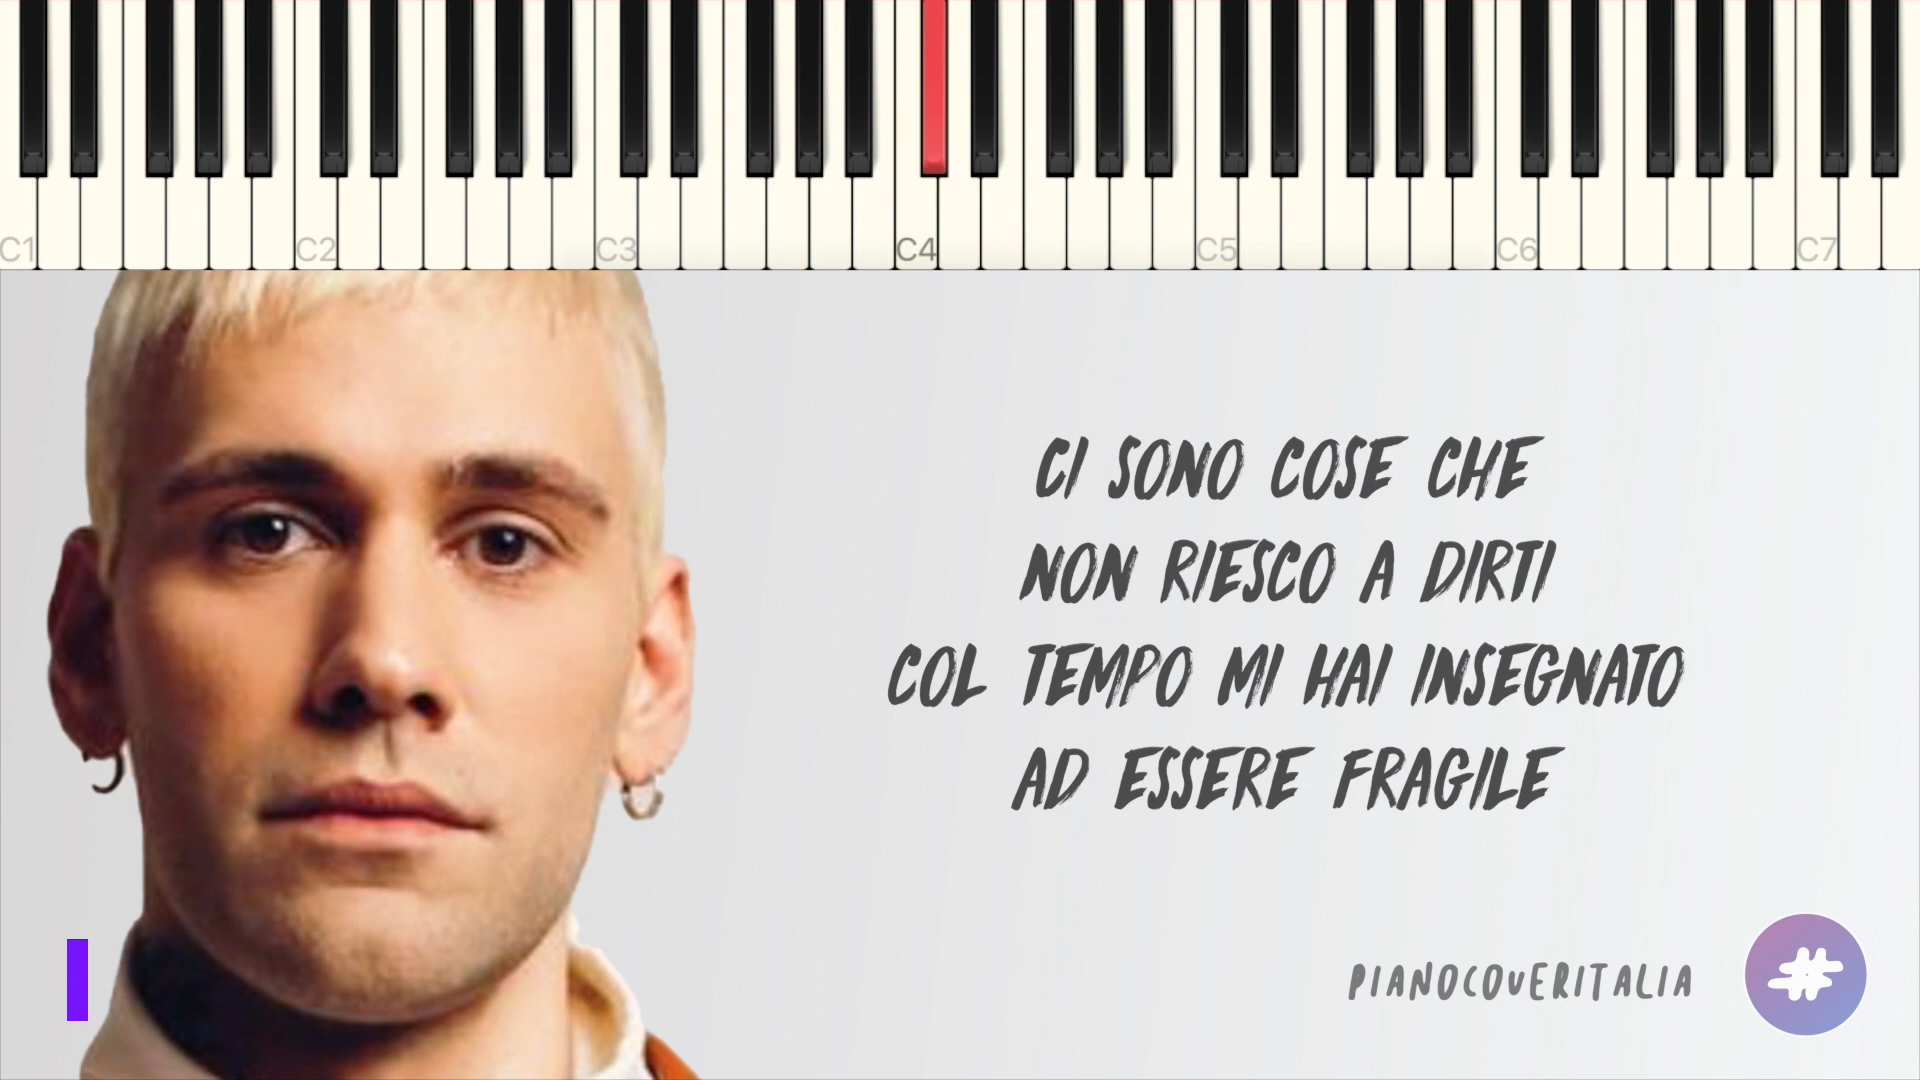 C1 C2 C3 C4 C5 C6 C7
CI SONO COSE CHE
NON RIESCO A DIRTI
COL TEMPO MI HAI INSEGNATO
AD ESSERE FRAGILE
PIANOCOVERITALIA
#